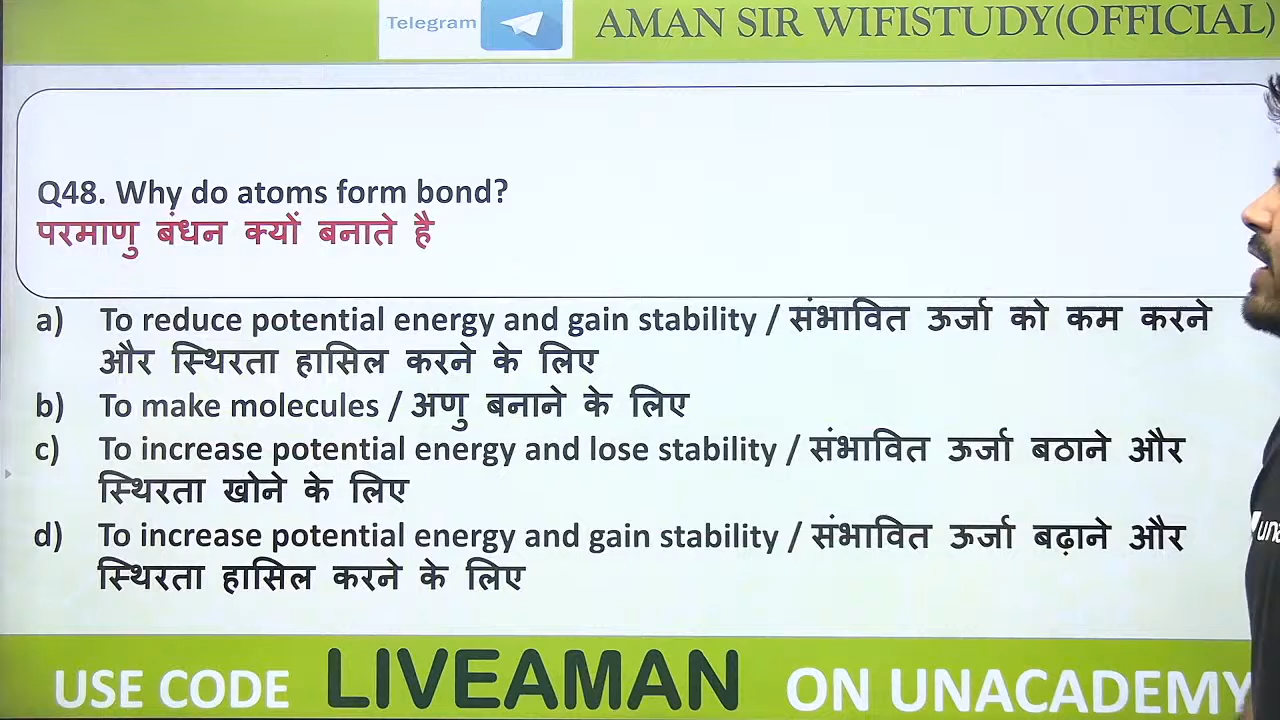 Telegram
AMAN SIR WIFISTUDY(OFFICIAL)
Q48. Why do atoms form bond?
परमाणु बंधन क्यों बनाते है
a) To reduce potential energy and gain stability / संभावित ऊर्जा को कम करने
और स्थिरता हासिल करने के लिए
b) To make molecules / अणु बनाने के लिए
c) To increase potential energy and lose stability / संभावित ऊर्जा बठाने और
स्थिरता खोने के लिए
d) To increase potential energy and gain stability / संभावित ऊर्जा बढ़ाने और
स्थिरता हासिल करने के लिए
USE CODE LIVEAMAN ON UNACADEMY